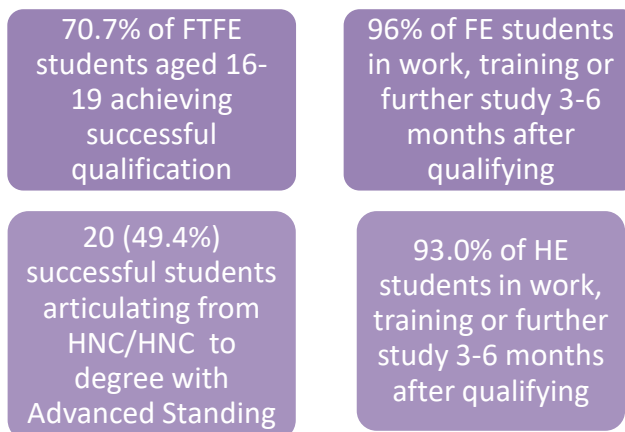 70.7% of FTFE
students aged 16-
19 achieving
successful
qualification
96% of FE students
in work, training or
further study 3-6
months after
qualifying
20 (49.4%)
successful students
articulating from
HNC/HNC to
degree with
Advanced Standing
93.0% of HE
students in work,
training or further
study 3-6 months
after qualifying